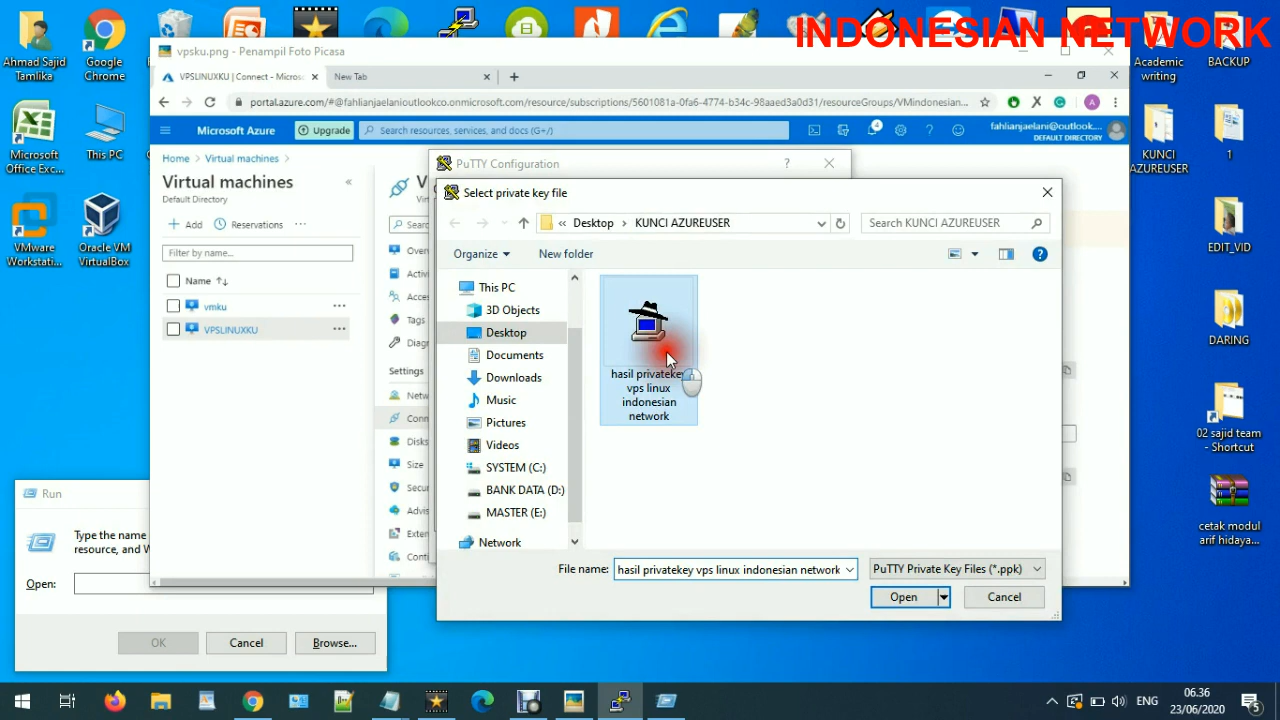 INDONESIAN NETWORK
Ahmad Sajid
Tamlika
Google
Chrome
Academic
writing
BACKUP
vpsku.png - Penampil Foto Picasa
VPSLINUXKU | Connect - Micros
New Tab
portal.azure.com/#@fahlianjaelanioutlookco.onmicrosoft.com/resource/subscriptions/5601081a-0fa6-4774-b34c-98aaed3a0d31/resourceGroups/VMindonesian...
Microsoft Azure
Upgrade
Search resources, services, and docs (G+/)
4
fahlianjaelani@outlook....
DEFAULT DIRECTORY
Microsoft
Office Exc...
This PC
KUNCI
AZUREUSER
1
Home > Virtual machines >
Virtual machines
Default Directory
Add
Reservations
Filter by name...
Name
vmku
VPSLINUXKU
Settings
VMware
Workstati...
Oracle VM
VirtualBox
EDIT_VID
DARING
02 sajid team
- Shortcut
cetak modul
arif hidaya...
PuTTY Configuration
Select private key file
Desktop
KUNCI AZUREUSER
Search KUNCI AZUREUSER
Organize
New folder
This PC
3D Objects
Desktop
Documents
Downloads
Music
Pictures
Videos
SYSTEM (C:)
BANK DATA (D:)
MASTER (E:)
Network
hasil privatekey
vps linux
indonesian
network
File name:
hasil privatekey vps linux indonesian network
PuTTY Private Key Files (*.ppk)
Open
Cancel
Run
Type the name
resource, and W
Open:
OK
Cancel
Browse...
ENG
06.36
23/06/2020
5